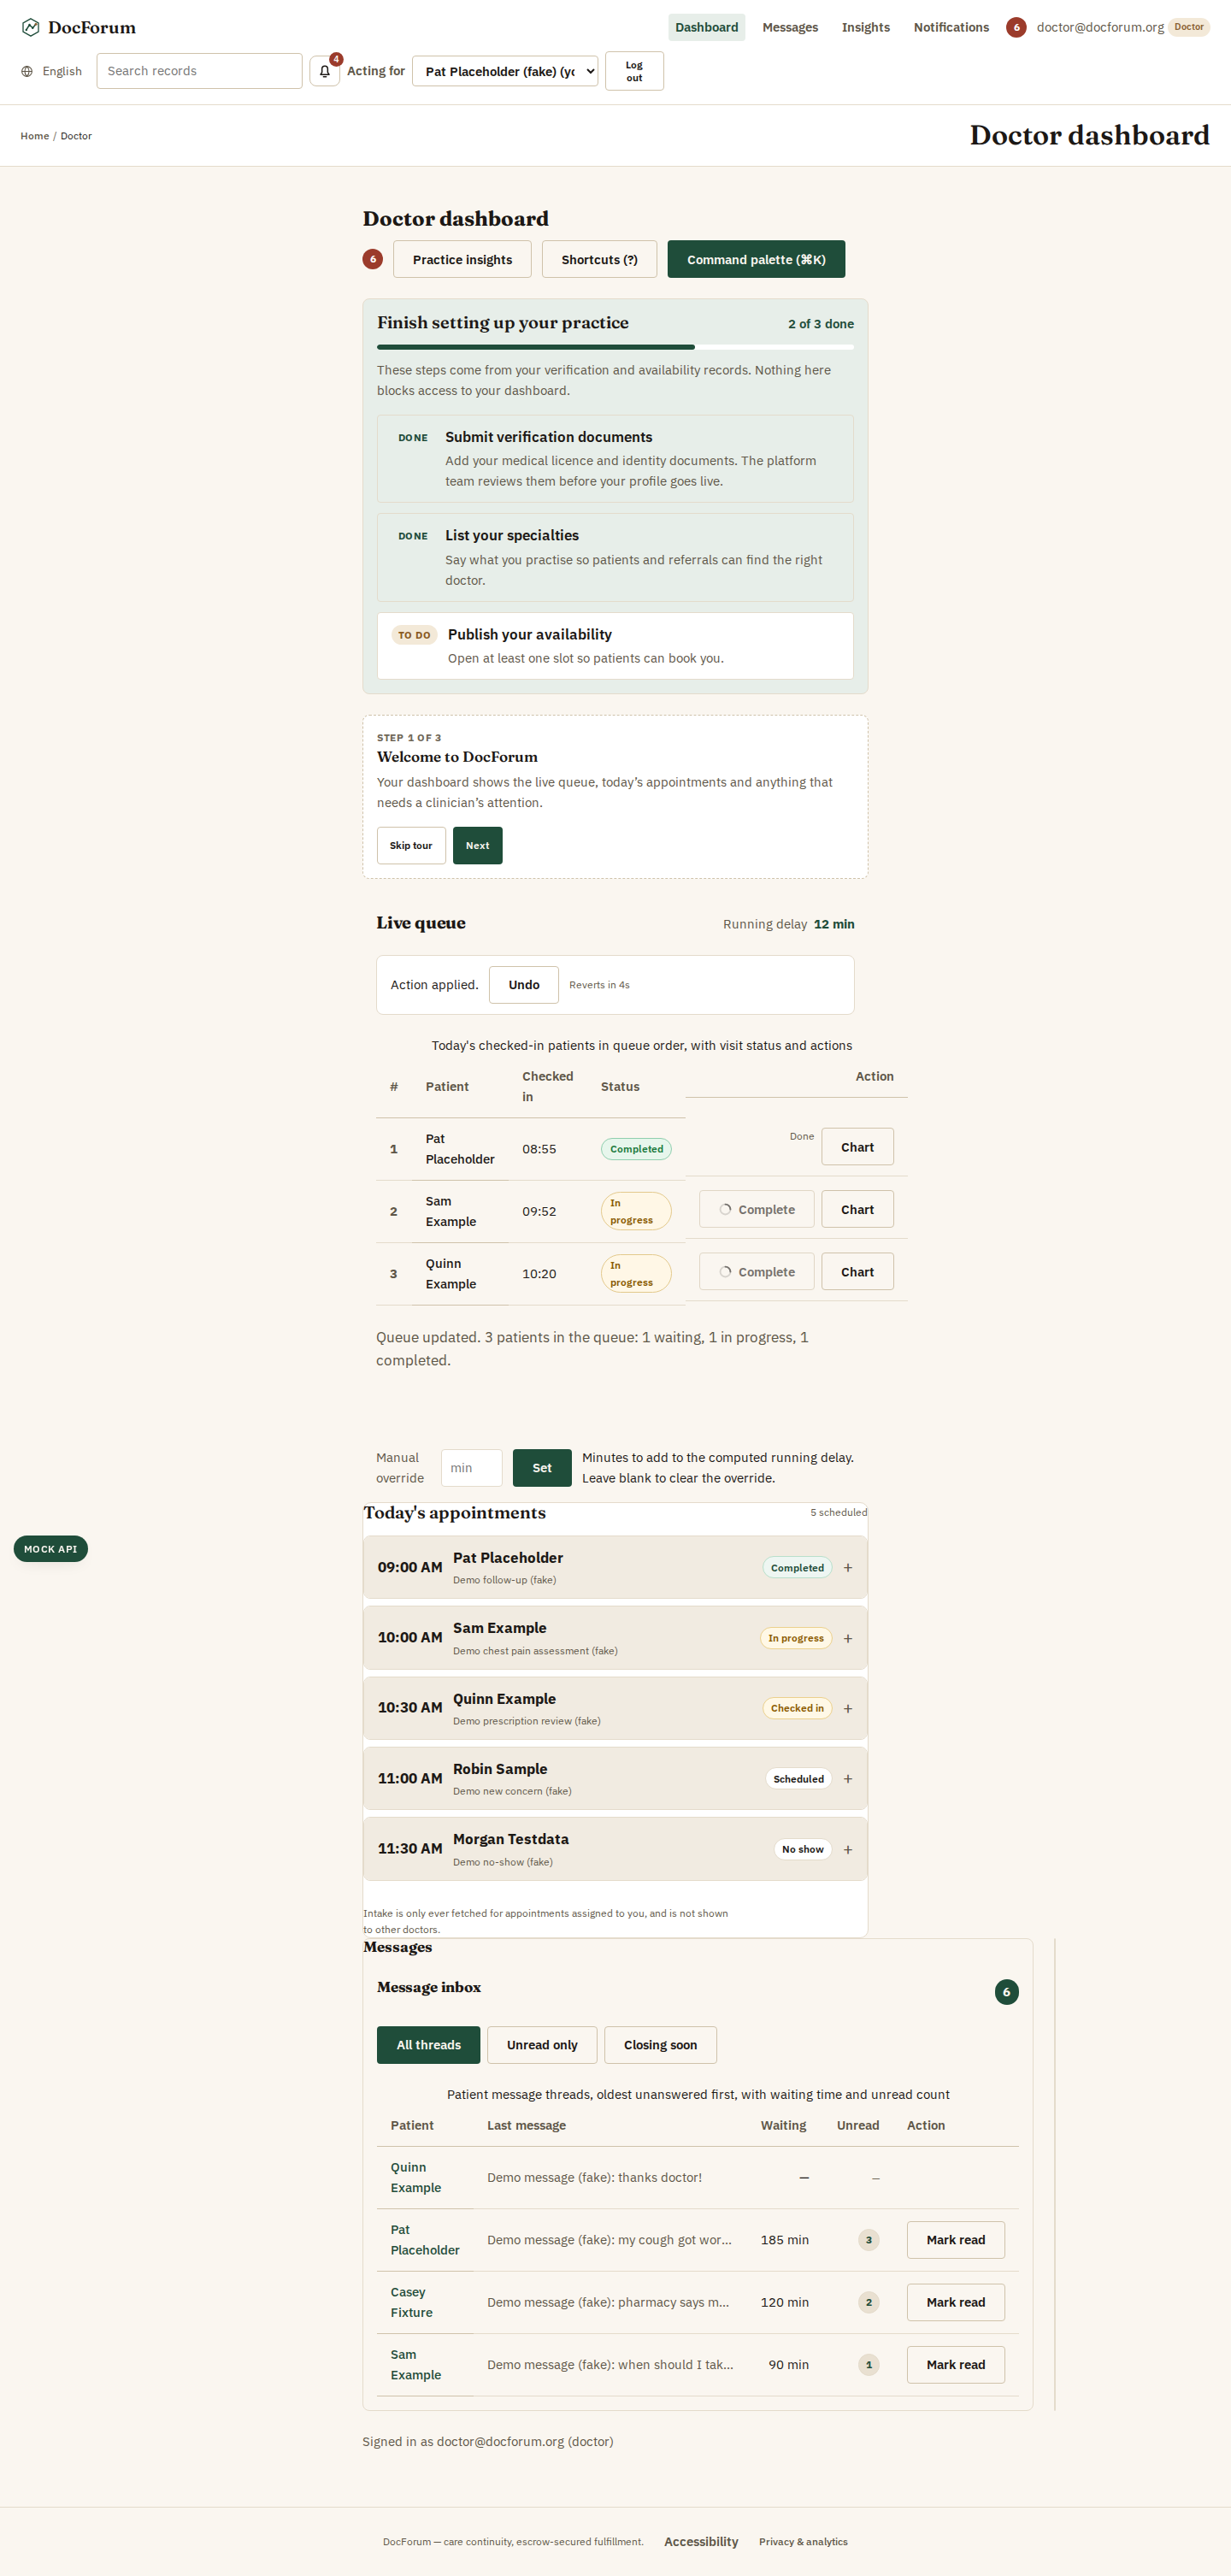 DocForum
Dashboard Messages Insights Notifications 6 doctor@docforum.org Doctor
English Search records 4 Acting for Pat Placeholder (fake) (yo Log out
Home / Doctor
Doctor dashboard
Doctor dashboard
6 Practice insights Shortcuts (?) Command palette (⌘K)
Finish setting up your practice 2 of 3 done
These steps come from your verification and availability records. Nothing here
blocks access to your dashboard.
DONE Submit verification documents
Add your medical licence and identity documents. The platform
team reviews them before your profile goes live.
DONE List your specialties
Say what you practise so patients and referrals can find the right
doctor.
TO DO Publish your availability
Open at least one slot so patients can book you.
STEP 1 OF 3
Welcome to DocForum
Your dashboard shows the live queue, today’s appointments and anything that
needs a clinician’s attention.
Skip tour Next
Live queue Running delay 12 min
Action applied. Undo Reverts in 4s
Today's checked-in patients in queue order, with visit status and actions
# Patient Checked in Status Action
1 Pat Placeholder 08:55 Completed Done Chart
2 Sam Example 09:52 In progress Complete Chart
3 Quinn Example 10:20 In progress Complete Chart
Queue updated. 3 patients in the queue: 1 waiting, 1 in progress, 1
completed.
Manual override min Set Minutes to add to the computed running delay.
Leave blank to clear the override.
Today's appointments 5 scheduled
MOCK API
09:00 AM Pat Placeholder Completed +
Demo follow-up (fake)
10:00 AM Sam Example In progress +
Demo chest pain assessment (fake)
10:30 AM Quinn Example Checked in +
Demo prescription review (fake)
11:00 AM Robin Sample Scheduled +
Demo new concern (fake)
11:30 AM Morgan Testdata No show +
Demo no-show (fake)
Intake is only ever fetched for appointments assigned to you, and is not shown
to other doctors.
Messages
Message inbox 6
All threads Unread only Closing soon
Patient message threads, oldest unanswered first, with waiting time and unread count
Patient Last message Waiting Unread Action
Quinn Example Demo message (fake): thanks doctor! — –
Pat Placeholder Demo message (fake): my cough got wor... 185 min 3 Mark read
Casey Fixture Demo message (fake): pharmacy says m... 120 min 2 Mark read
Sam Example Demo message (fake): when should I tak... 90 min 1 Mark read
Signed in as doctor@docforum.org (doctor)
DocForum — care continuity, escrow-secured fulfillment. Accessibility Privacy & analytics